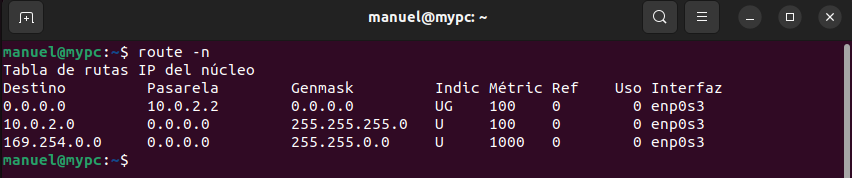 manuel@mypc: ~
manuel@mypc:~$ route -n
Tabla de rutas IP del núcleo
Destino Pasarela Genmask Indic Métric Ref Uso Interfaz
0.0.0.0 10.0.2.2 0.0.0.0 UG 100 0 0 enp0s3
10.0.2.0 0.0.0.0 255.255.255.0 U 100 0 0 enp0s3
169.254.0.0 0.0.0.0 255.255.0.0 U 1000 0 0 enp0s3
manuel@mypc:~$